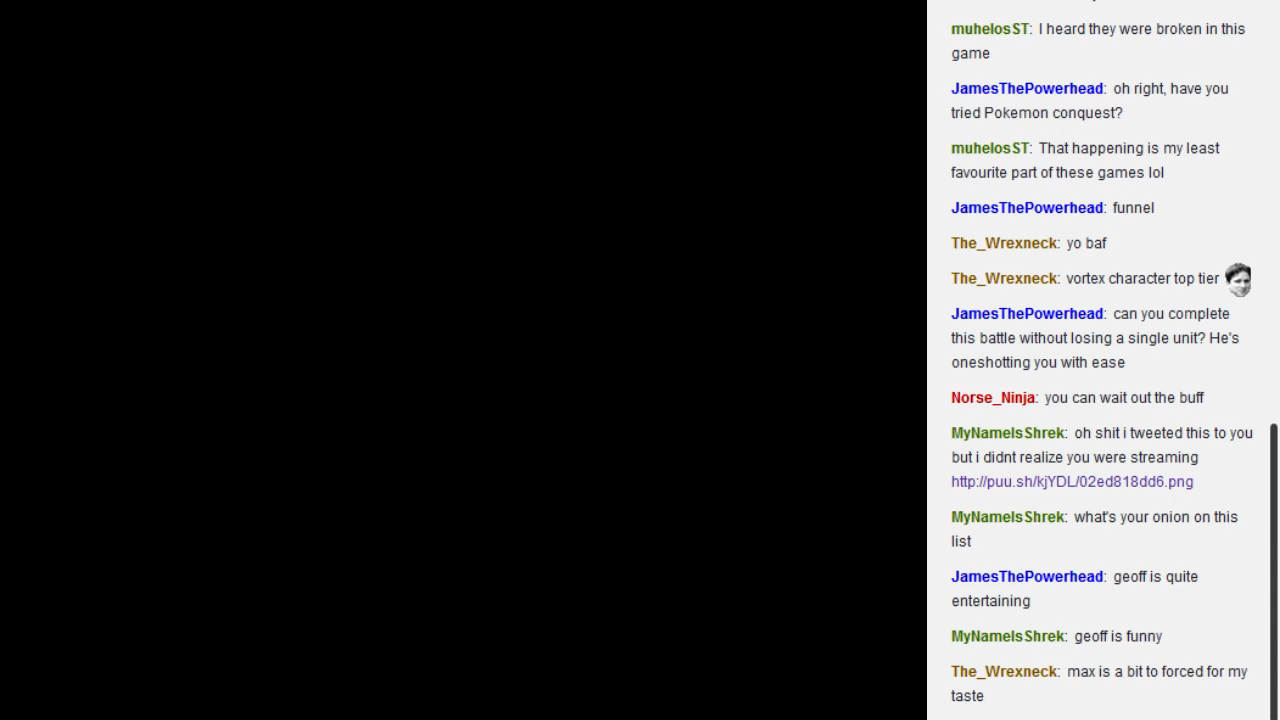 muhelosST: I heard they were broken in this
game
JamesThePowerhead: oh right, have you
tried Pokemon conquest?
muhelosST: That happening is my least
favourite part of these games lol
JamesThePowerhead: funnel
The_Wrexneck: yo baf
The_Wrexneck: vortex character top tier
JamesThePowerhead: can you complete
this battle without losing a single unit? He's
oneshotting you with ease
Norse_Ninja: you can wait out the buff
MyNameIsShrek: oh shit i tweeted this to you
but i didnt realize you were streaming
http://puu.sh/kjYDL/02ed818dd6.png
MyNameIsShrek: what's your onion on this
list
JamesThePowerhead: geoff is quite
entertaining
MyNameIsShrek: geoff is funny
The_Wrexneck: max is a bit to forced for my
taste